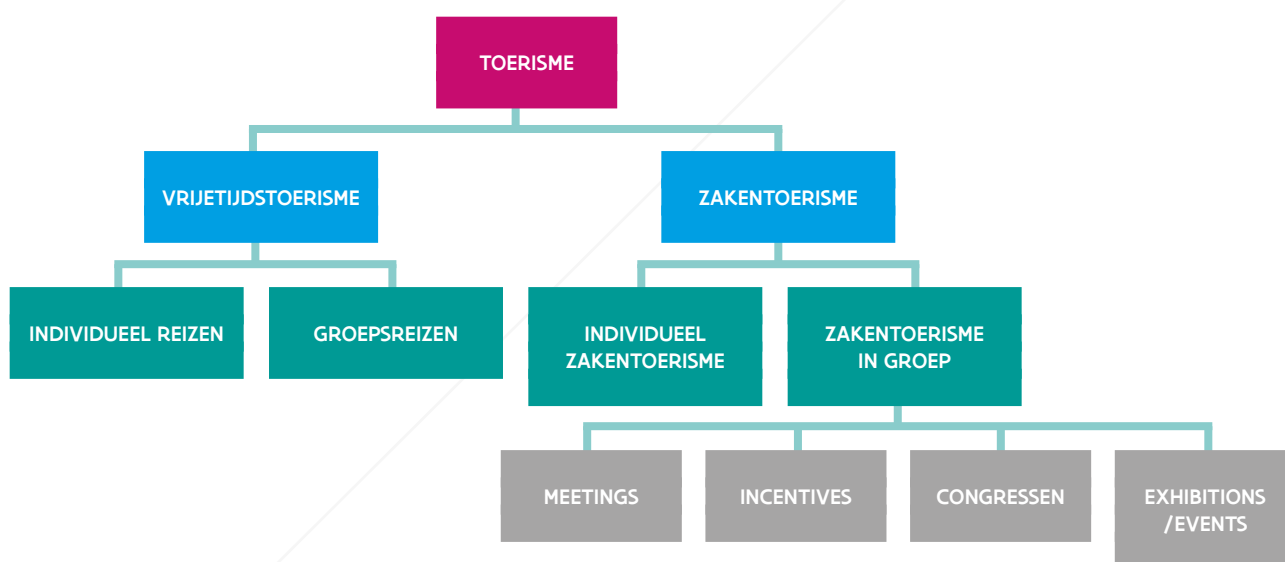 TOERISME
VRIJETIJDSTOERISME
ZAKENTOERISME
INDIVIDUEEL REIZEN
GROEPSREIZEN
INDIVIDUEEL
ZAKENTOERISME
ZAKENTOERISME
IN GROEP
MEETINGS
INCENTIVES
CONGRESSEN
EXHIBITIONS
/EVENTS